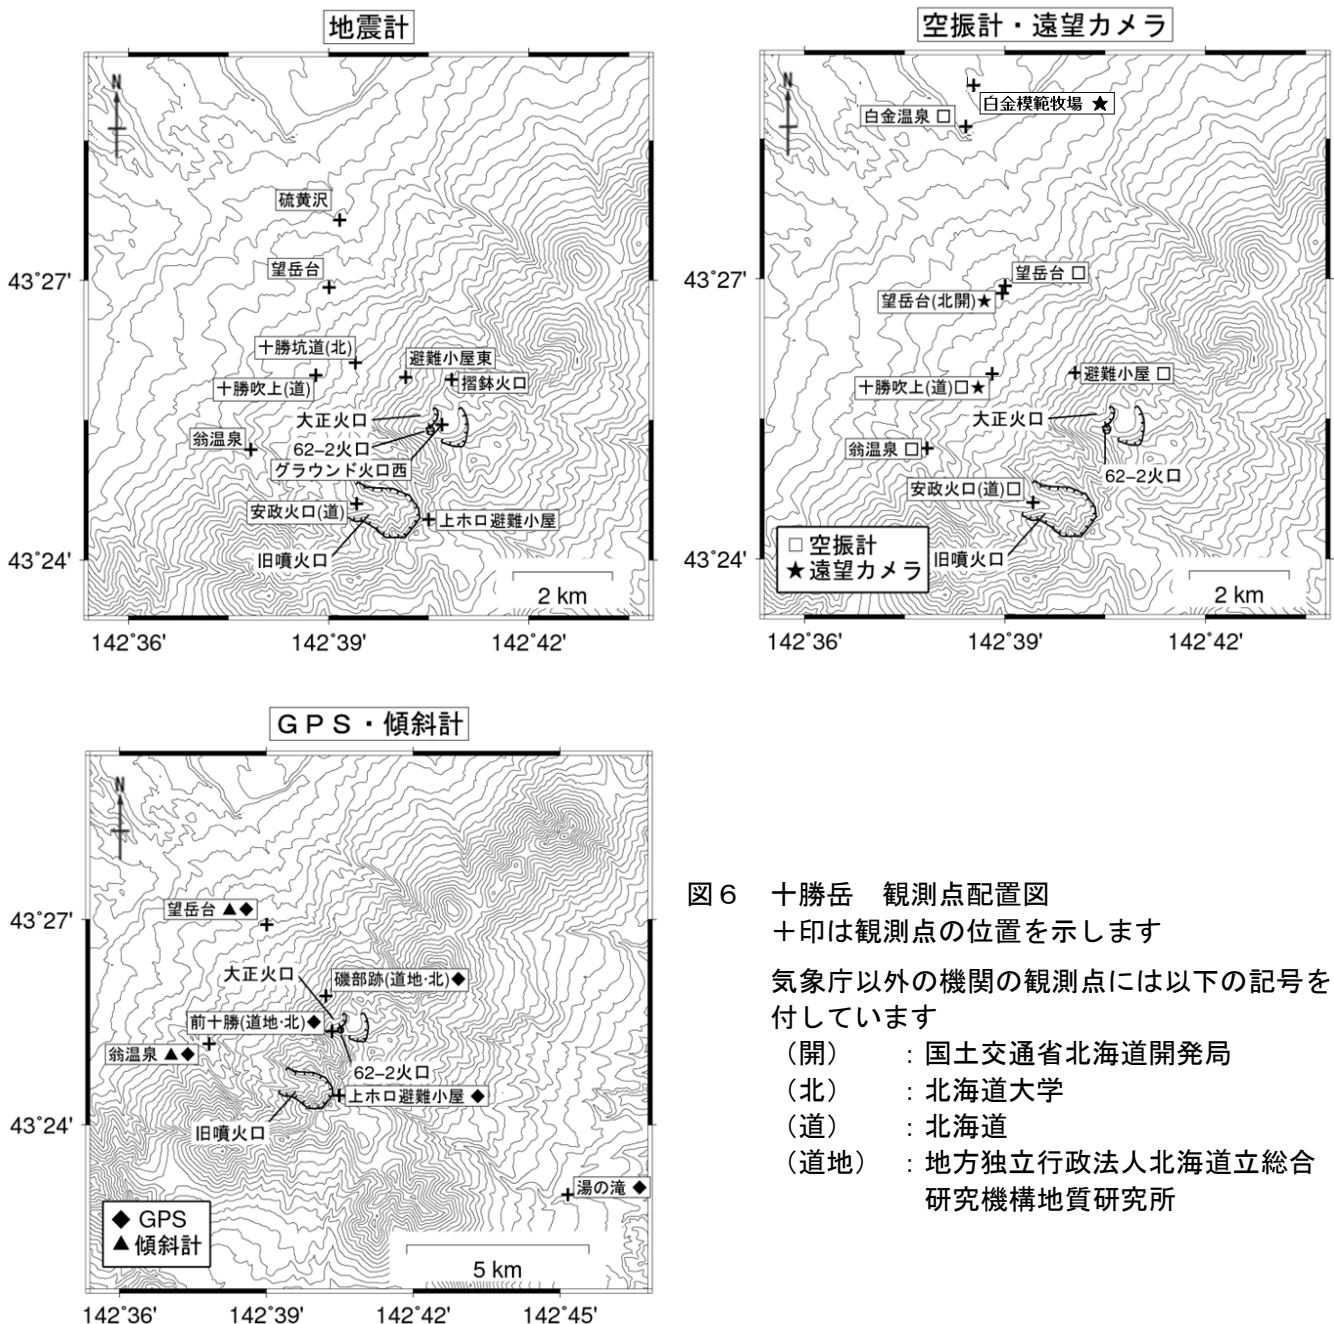 地震計
N
硫黄沢
望岳台
十勝坑道(北)
避難小屋東
十勝吹上(道)
摺鉢火口
大正火口
翁温泉
62-2火口
グラウンド火口西
安政火口(道)
上ホロ避難小屋
旧噴火口
43°27'
43°24'
2 km
142°36'
142°39'
142°42'
空振計・遠望カメラ
N
白金模範牧場 ★
白金温泉 □
望岳台 □
望岳台(北開)★
避難小屋 □
十勝吹上(道)□★
大正火口
翁温泉 □
62-2火口
安政火口(道)□
旧噴火口
□ 空振計
★遠望カメラ
43°27'
43°24'
2 km
142°36'
142°39'
142°42'
GPS・傾斜計
N
望岳台 ▲◆
大正火口
磯部跡(道地·北)◆
前十勝(道地·北)◆
翁温泉 ▲◆
62-2火口
上ホロ避難小屋 ◆
旧噴火口
湯の滝 ◆
◆ GPS
▲傾斜計
43°27'
43°24'
5 km
142°36'
142°39'
142°42'
142°45'
図6 十勝岳 観測点配置図
+印は観測点の位置を示します
気象庁以外の機関の観測点には以下の記号を
付しています
(開) :国土交通省北海道開発局
(北) :北海道大学
(道) :北海道
(道地) :地方独立行政法人北海道立総合
研究機構地質研究所